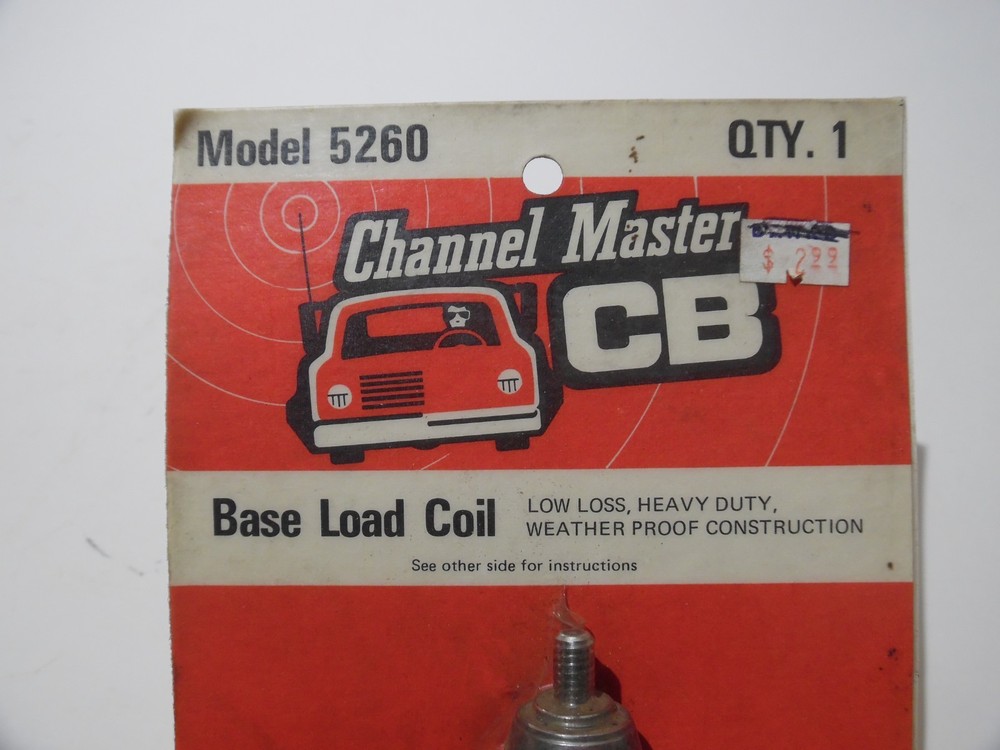 Model 5260
QTY. 1
Channel Master
CB
$ 2.99
Base Load Coil
LOW LOSS, HEAVY DUTY,
WEATHER PROOF CONSTRUCTION
See other side for instructions